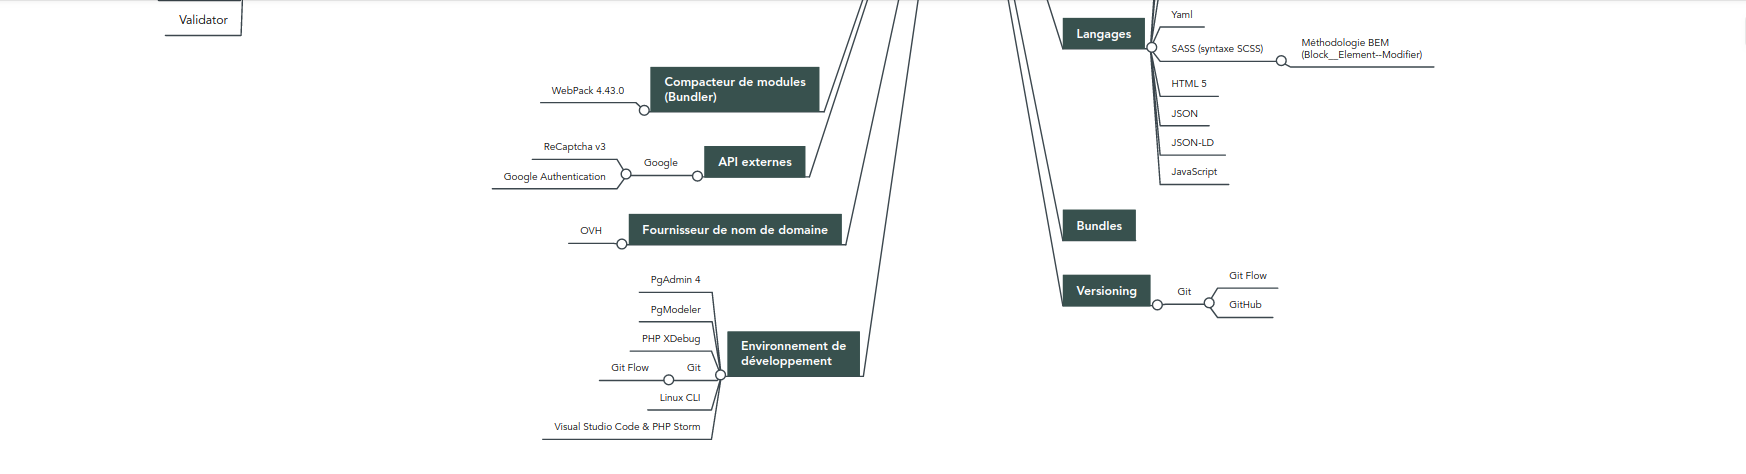 Validator
Compacteur de modules
(Bundler)
WebPack 4.43.0
API externes
Google
ReCaptcha v3
Google Authentication
Fournisseur de nom de domaine
OVH
Environnement de
développement
PgAdmin 4
PgModeler
PHP XDebug
Git
Git Flow
Linux CLI
Visual Studio Code & PHP Storm
Langages
Yaml
SASS (syntaxe SCSS)
Méthodologie BEM
(Block__Element--Modifier)
HTML 5
JSON
JSON-LD
JavaScript
Bundles
Versioning
Git
Git Flow
GitHub